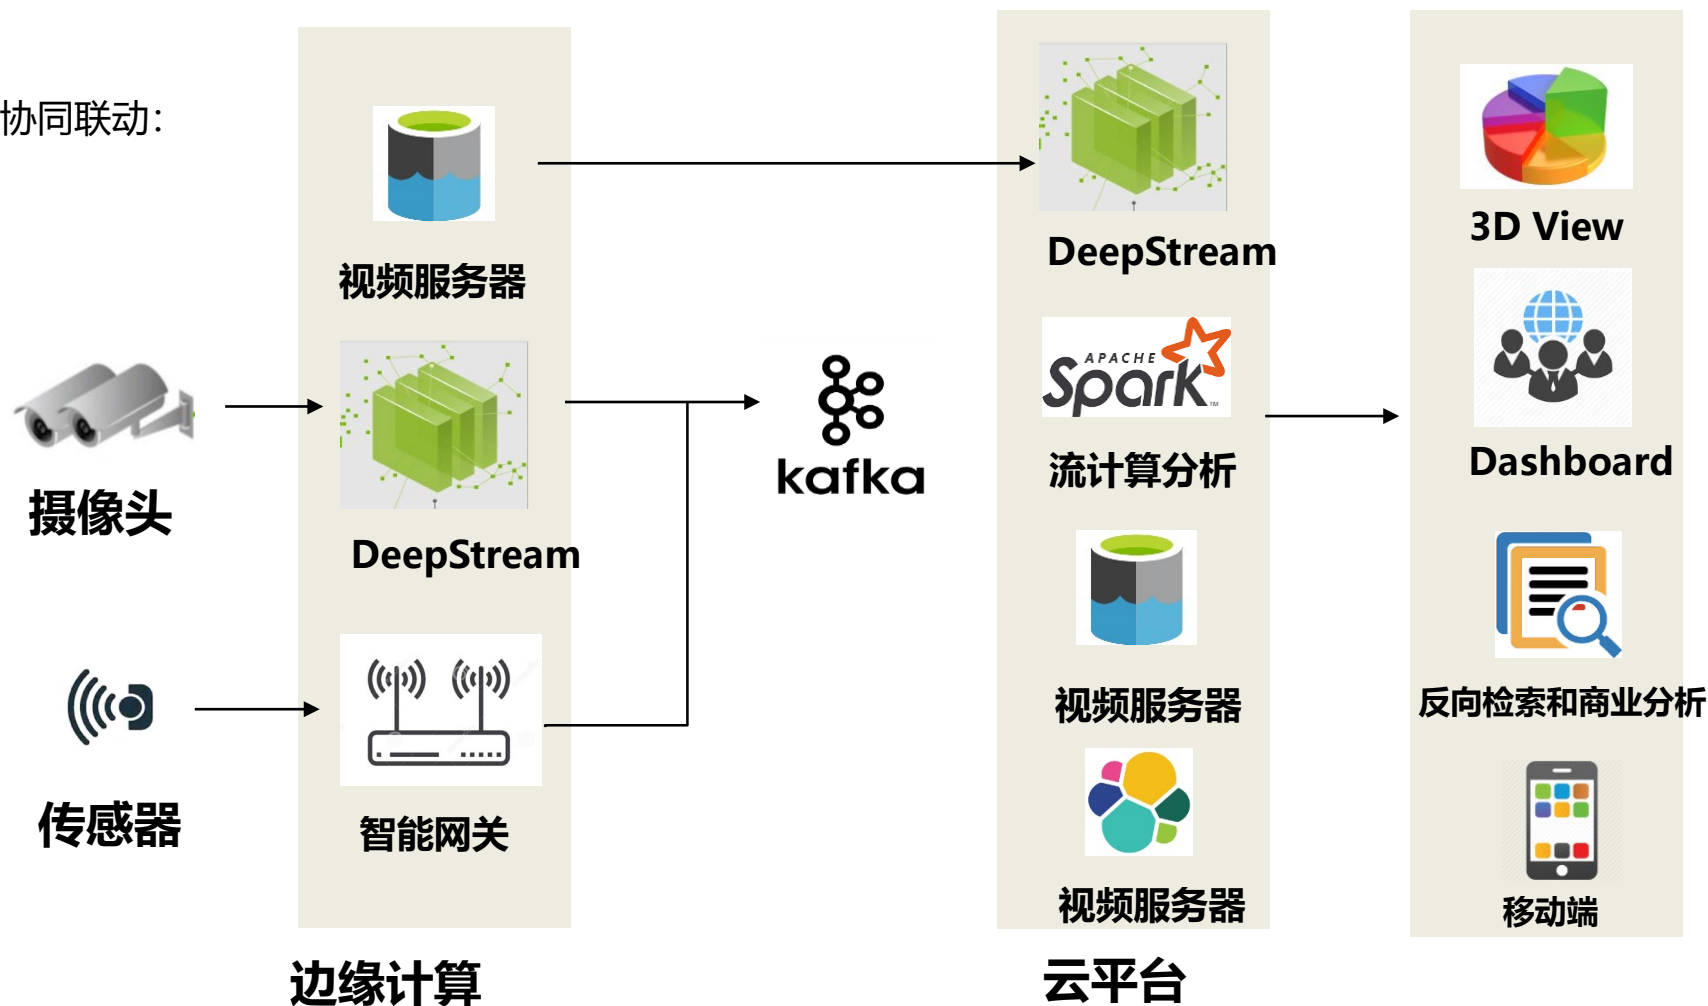 协同联动：
视频服务器
DeepStream
3D View
DeepStream
APACHE
Spark
TM
流计算分析
Dashboard
摄像头
kafka
视频服务器
反向检索和商业分析
传感器
智能网关
视频服务器
移动端
边缘计算
云平台